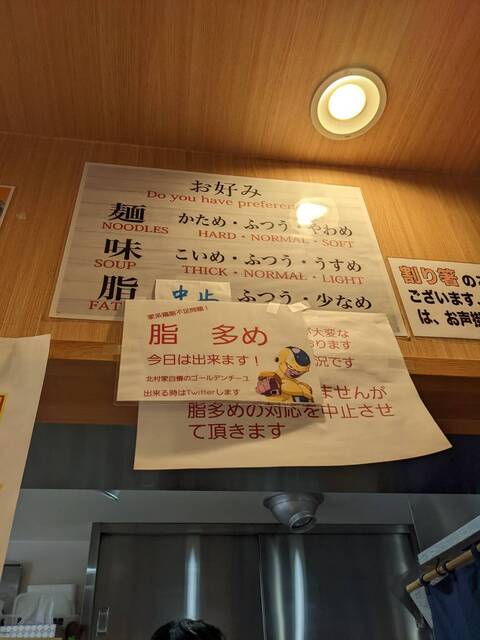 お好み
Do you have preferen
麺 かため・ふつう・やわめ
NOODLES HARD・NORMAL・SOFT
味 こいめ・ふつう・うすめ
SOUP THICK・NORMAL・LIGHT
脂 中止 ふつう・少なめ
FAT
割り箸の
ございます。
は、お声掛
家系鶏脂不足問題！
脂 多め
今日は出来ます！
北村家自慢のゴールデンチーユ
出来る時はTwitterします
大変な
おります
況です
ませんが
脂多めの対応を中止させ
て頂きます